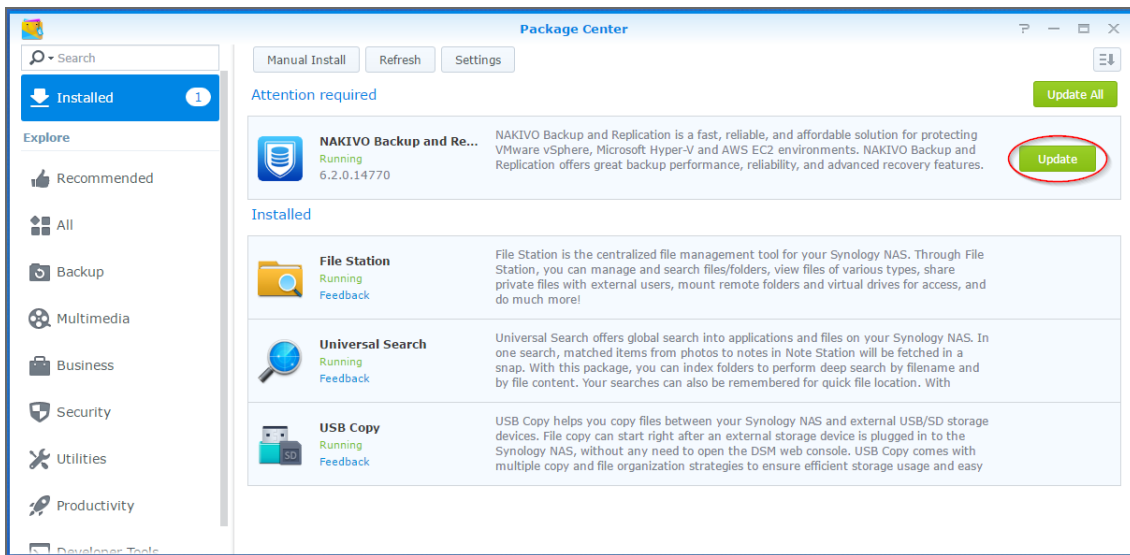 Package Center
Search
Manual Install
Refresh
Settings
Installed
1
Explore
Recommended
All
Backup
Multimedia
Business
Security
Utilities
Productivity
Developer Tools
Attention required
Update All
NAKIVO Backup and Re...
Running
6.2.0.14770
NAKIVO Backup and Replication is a fast, reliable, and affordable solution for protecting
VMware vSphere, Microsoft Hyper-V and AWS EC2 environments. NAKIVO Backup and
Replication offers great backup performance, reliability, and advanced recovery features.
Update
Installed
File Station
Running
Feedback
File Station is the centralized file management tool for your Synology NAS. Through File
Station, you can manage and search files/folders, view files of various types, share
private files with external users, mount remote folders and virtual drives for access, and
do much more!
Universal Search
Running
Feedback
Universal Search offers global search into applications and files on your Synology NAS. In
one search, matched items from photos to notes in Note Station will be fetched in a
snap. With this package, you can index folders to perform deep search by filename and
by file content. Your searches can also be remembered for quick file location. With
USB Copy
Running
Feedback
SD
USB Copy helps you copy files between your Synology NAS and external USB/SD storage
devices. File copy can start right after an external storage device is plugged in to the
Synology NAS, without any need to open the DSM web console. USB Copy comes with
multiple copy and file organization strategies to ensure efficient storage usage and easy